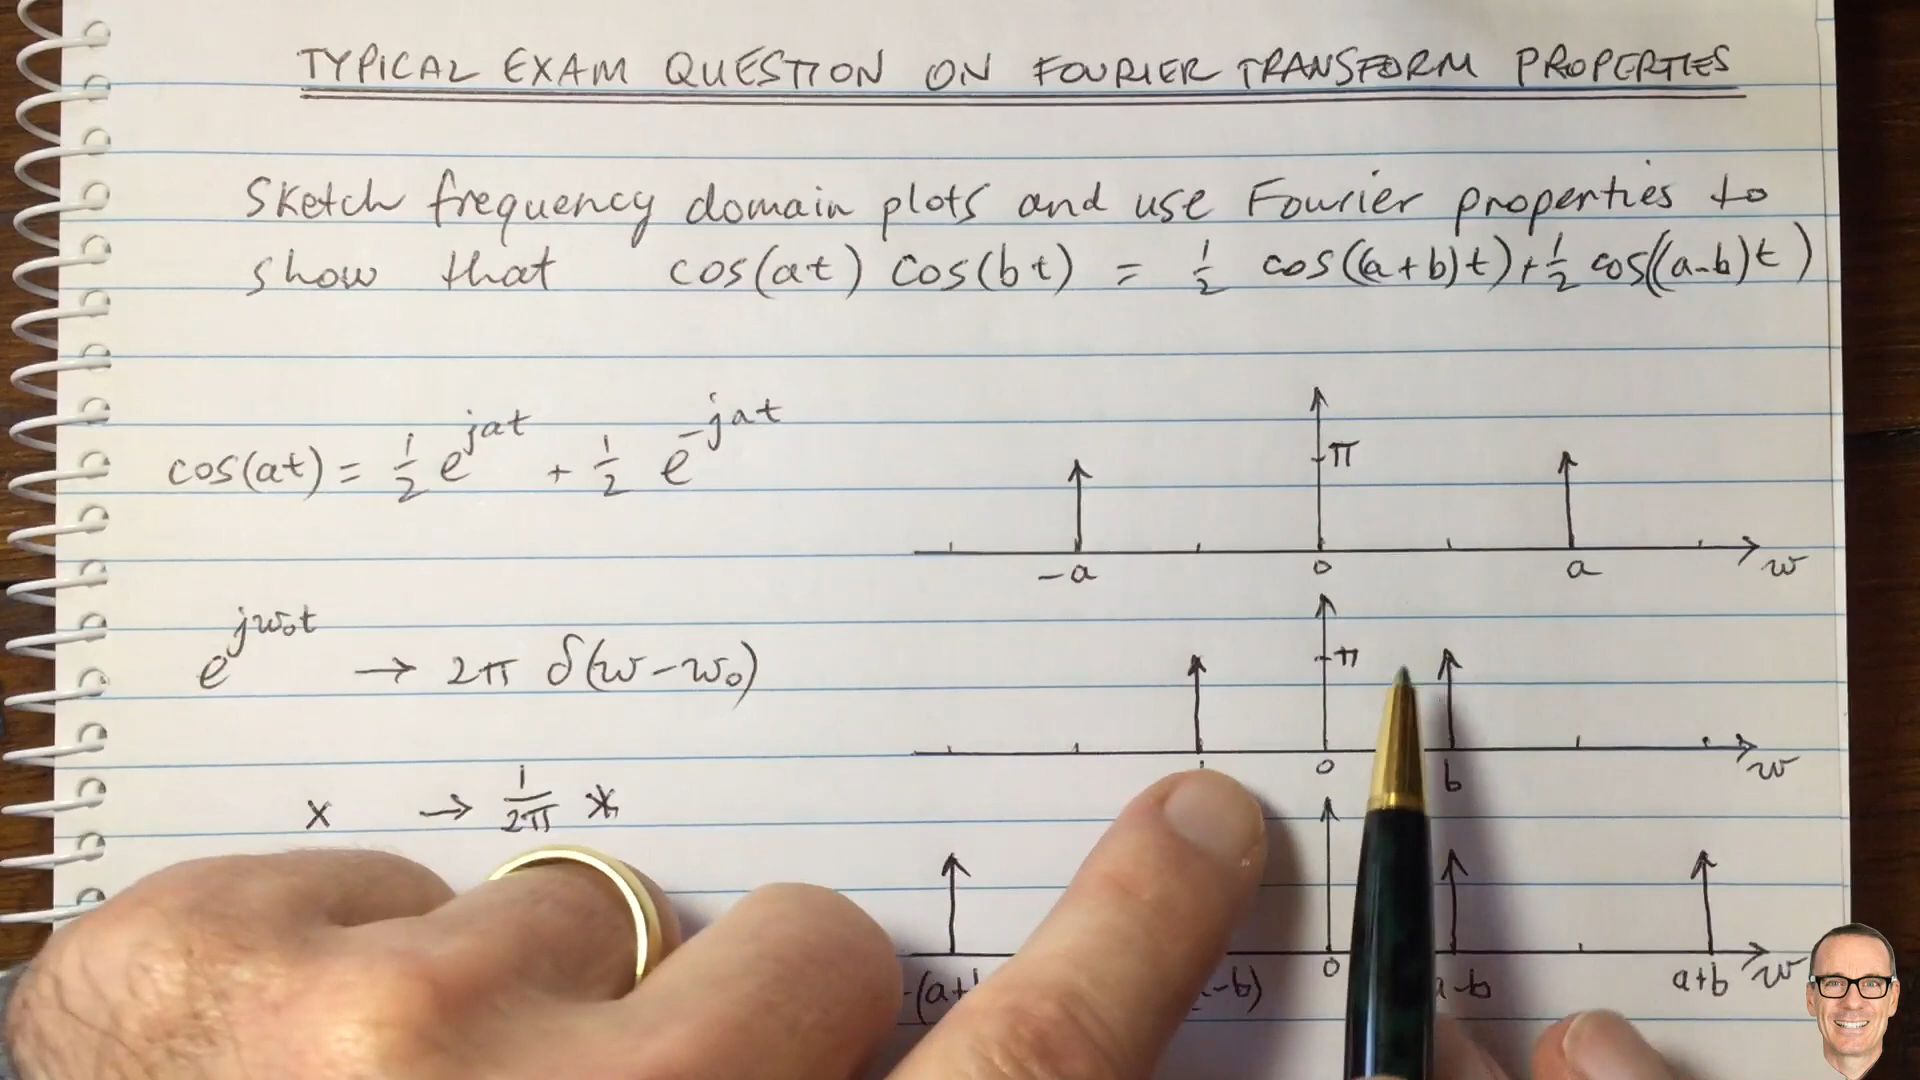 TYPICAL EXAM QUESTION ON FOURIER TRANSFORM PROPERTIES
Sketch frequency domain plots and use Fourier properties to
show that cos(at) cos(bt) = 1/2 cos((a+b)t) + 1/2 cos((a-b)t)
cos(at) = 1/2 e^jat + 1/2 e^-jat
π
-a 0 a w
e^jw₀t → 2π δ(w-w₀)
π
0 b w
x → 1/2π *
-(a+ -b) 0 a-b a+b w